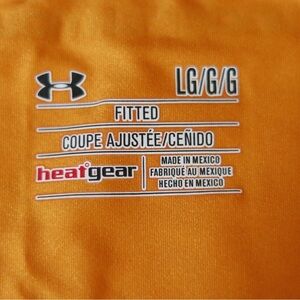 LG/G/G
FITTED
COUPE AJUSTÉE/CEÑIDO
heatgear
MADE IN MEXICO
FABRIQUÉ AU MEXIQUE
HECHO EN MEXICO